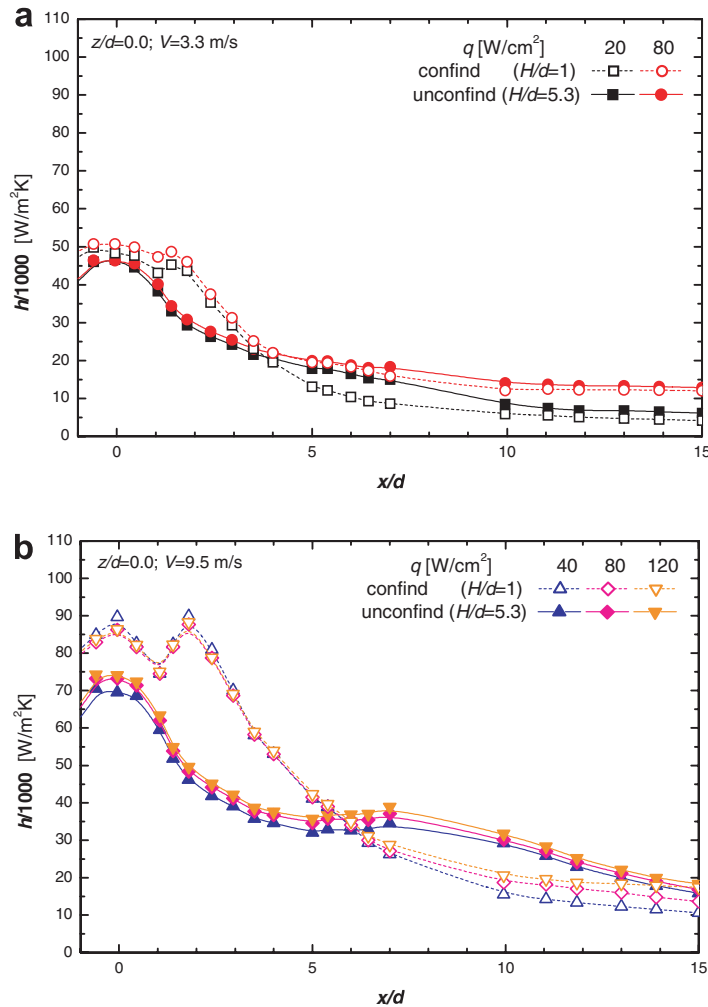 a
110
100
90
80
70
60
50
40
30
20
10
0
h/1000 [W/m²K]
z/d=0.0; V=3.3 m/s
q [W/cm²] 20 80
confind (H/d=1)
unconfind (H/d=5.3)
0 5 10 15
x/d
b
110
100
90
80
70
60
50
40
30
20
10
0
h/1000 [W/m²K]
z/d=0.0; V=9.5 m/s
q [W/cm²] 40 80 120
confind (H/d=1)
unconfind (H/d=5.3)
0 5 10 15
x/d